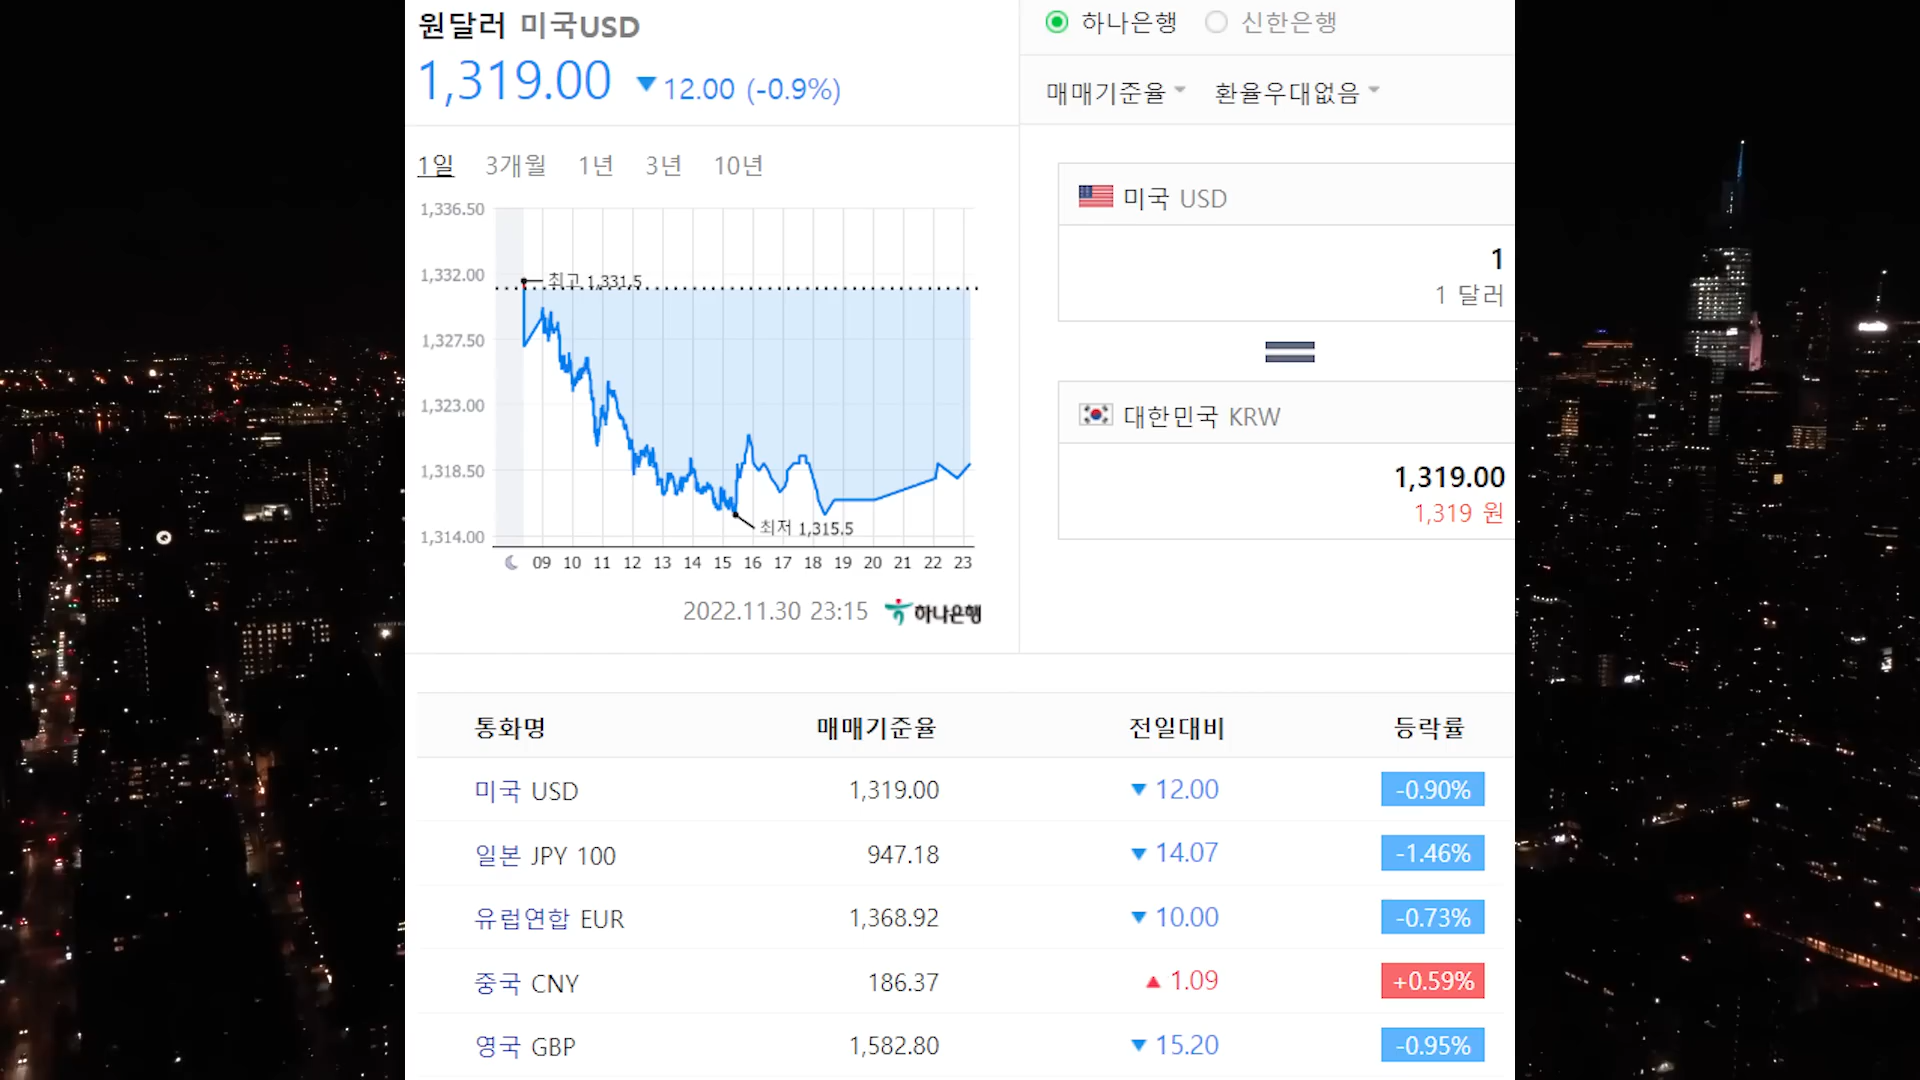 원달러 미국USD
1,319.00 ▼12.00 (-0.9%)
1일 3개월 1년 3년 10년
1,336.50
1,332.00
1,327.50
1,323.00
1,318.50
1,314.00
최고 1,331.5
최저 1,315.5
09 10 11 12 13 14 15 16 17 18 19 20 21 22 23
2022.11.30 23:15 하나은행
하나은행 신한은행
매매기준율 환율우대없음
미국 USD
1
1 달러
대한민국 KRW
1,319.00
1,319 원
통화명 매매기준율 전일대비 등락률
미국 USD 1,319.00 ▼ 12.00 -0.90%
일본 JPY 100 947.18 ▼ 14.07 -1.46%
유럽연합 EUR 1,368.92 ▼ 10.00 -0.73%
중국 CNY 186.37 ▲ 1.09 +0.59%
영국 GBP 1,582.80 ▼ 15.20 -0.95%